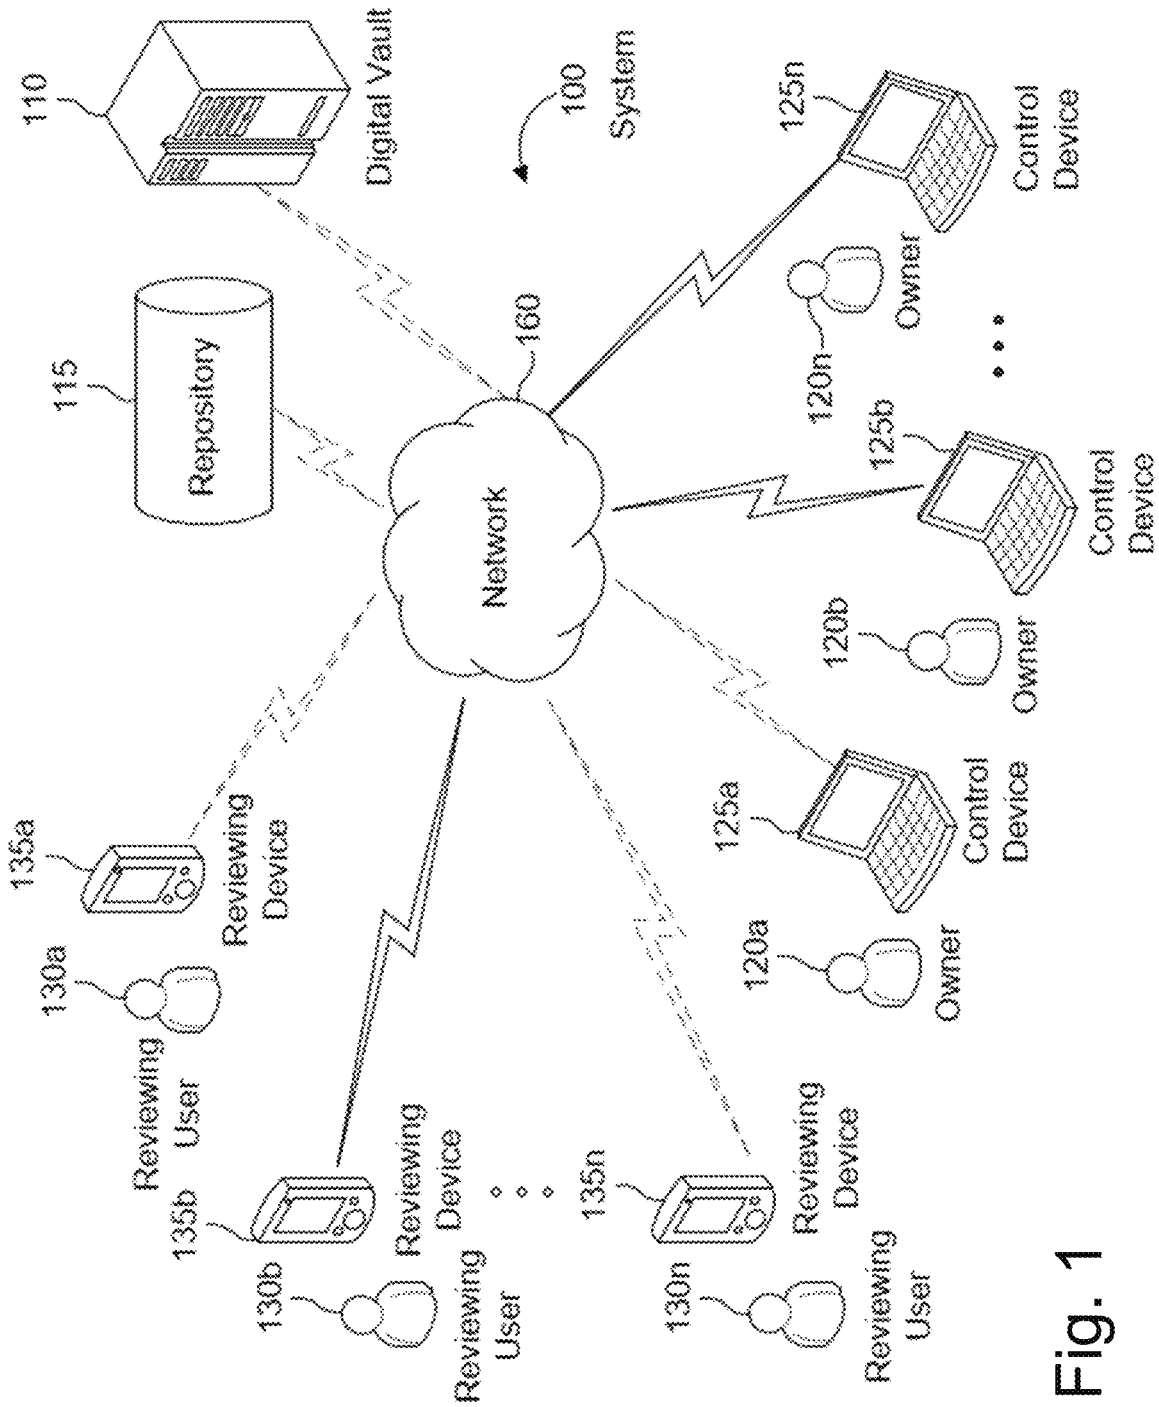 130a
Reviewing
User
135a
Reviewing
Device
115
Repository
110
Digital Vault
135b
Reviewing
Device
130b
Reviewing
User
Network
160
100
System
135n
Reviewing
Device
130n
Reviewing
User
120a
Owner
125a
Control
Device
120b
Owner
125b
Control
Device
120n
Owner
125n
Control
Device
Fig. 1